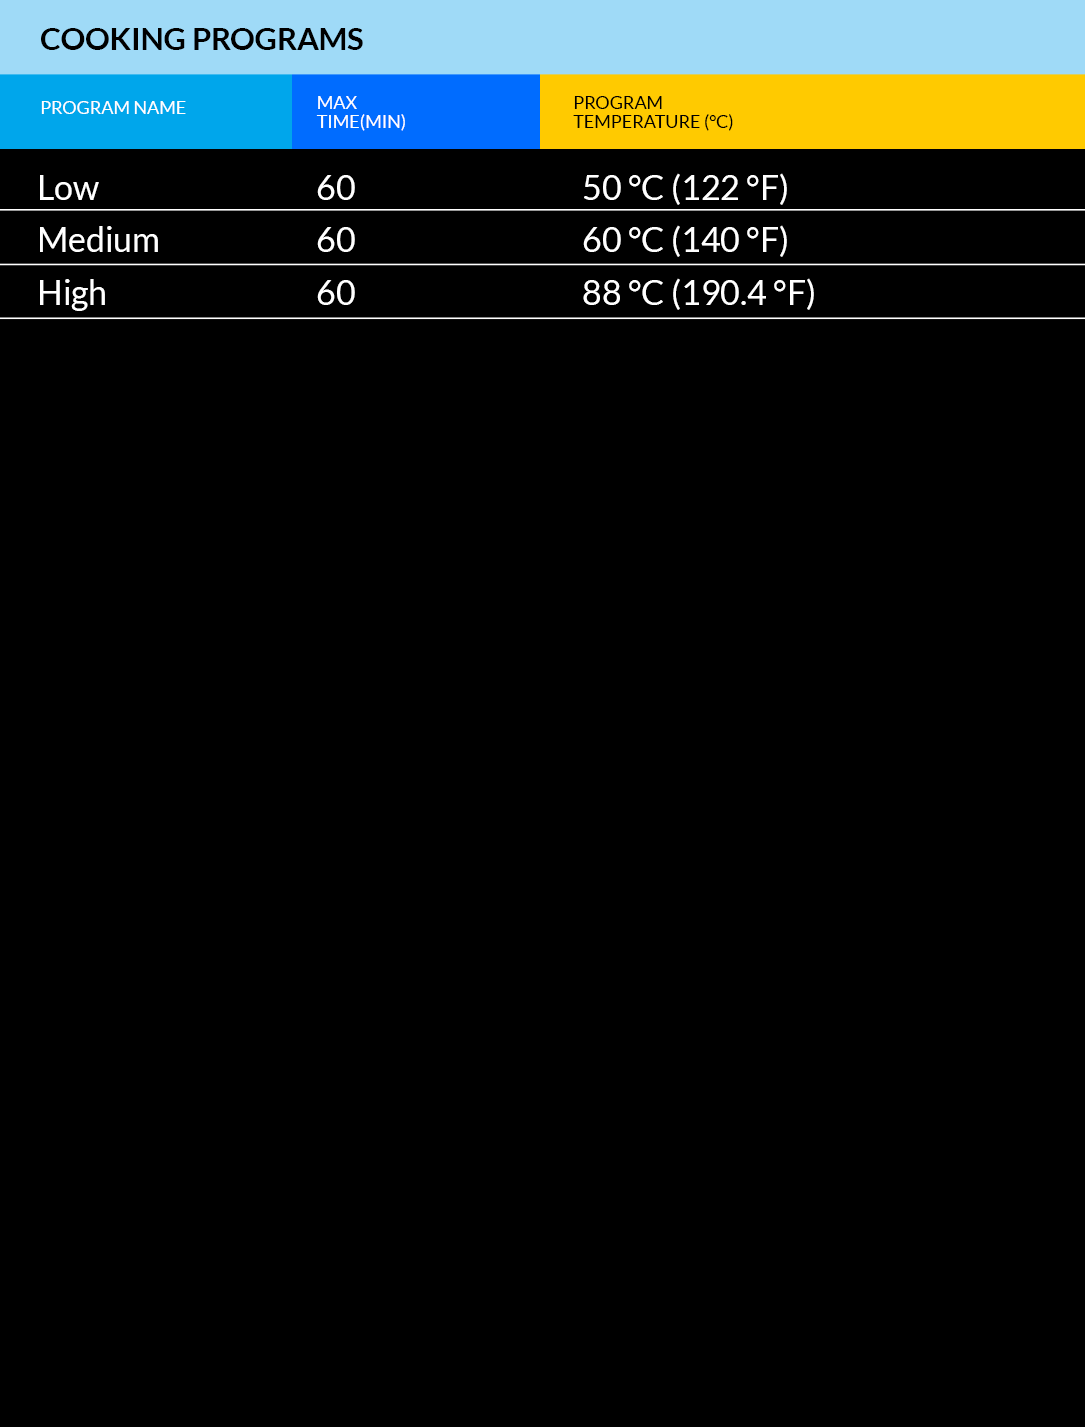 COOKING PROGRAMS
PROGRAM NAME
MAX
TIME(MIN)
PROGRAM
TEMPERATURE (°C)
Low 60 50 °C (122 °F)
Medium 60 60 °C (140 °F)
High 60 88 °C (190.4 °F)